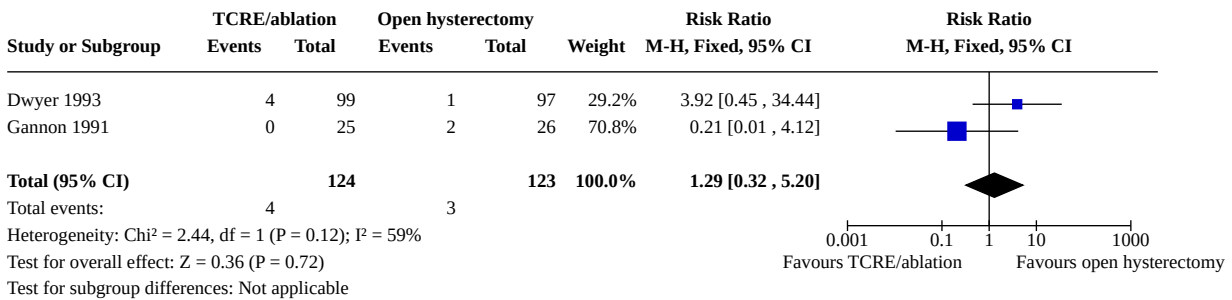 TCRE/ablation Open hysterectomy Risk Ratio Risk Ratio
Study or Subgroup Events Total Events Total Weight M-H, Fixed, 95% CI M-H, Fixed, 95% CI
Dwyer 1993 4 99 1 97 29.2% 3.92 [0.45 , 34.44]
Gannon 1991 0 25 2 26 70.8% 0.21 [0.01 , 4.12]
Total (95% CI) 124 123 100.0% 1.29 [0.32 , 5.20]
Total events: 4 3
Heterogeneity: Chi² = 2.44, df = 1 (P = 0.12); I² = 59%
0.001 0.1 1 10 1000
Test for overall effect: Z = 0.36 (P = 0.72) Favours TCRE/ablation Favours open hysterectomy
Test for subgroup differences: Not applicable